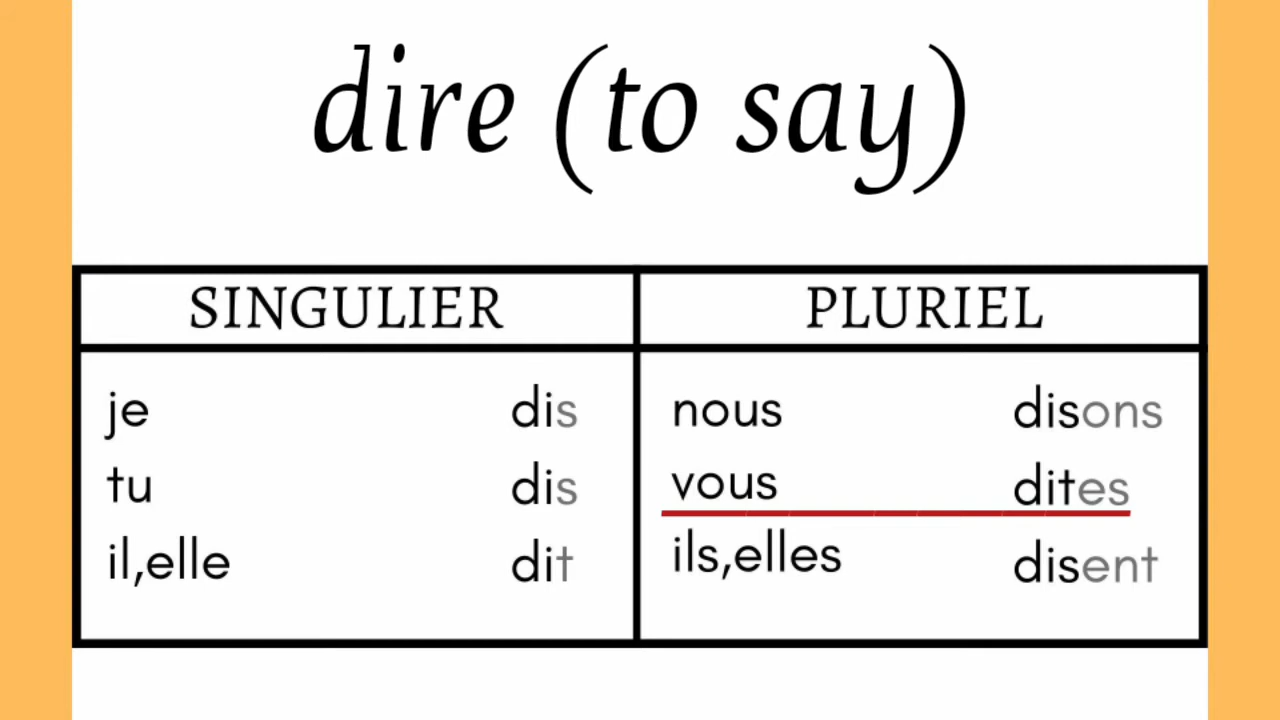 dire (to say)
SINGULIER PLURIEL
je dis nous disons
tu dis vous dites
il,elle dit ils,elles disent